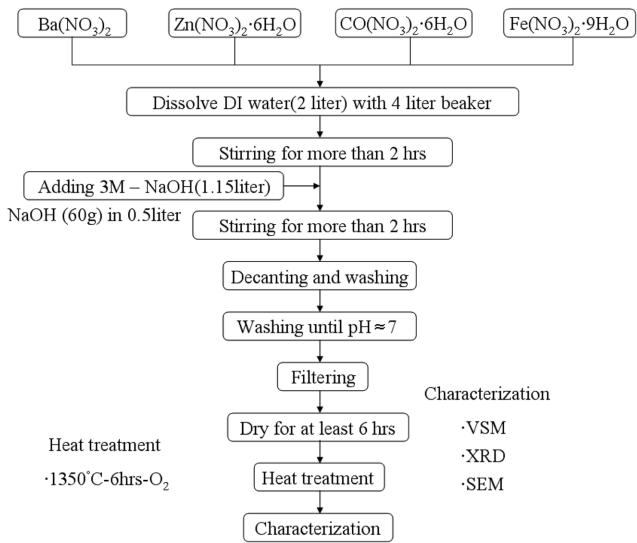 Ba(NO₃)₂
Zn(NO₃)₂·6H₂O
CO(NO₃)₂·6H₂O
Fe(NO₃)₂·9H₂O
Dissolve DI water(2 liter) with 4 liter beaker
Stirring for more than 2 hrs
Adding 3M – NaOH(1.15liter)
NaOH (60g) in 0.5liter
Stirring for more than 2 hrs
Decanting and washing
Washing until pH≈7
Filtering
Characterization
·VSM
·XRD
·SEM
Dry for at least 6 hrs
Heat treatment
·1350°C-6hrs-O₂
Heat treatment
Characterization